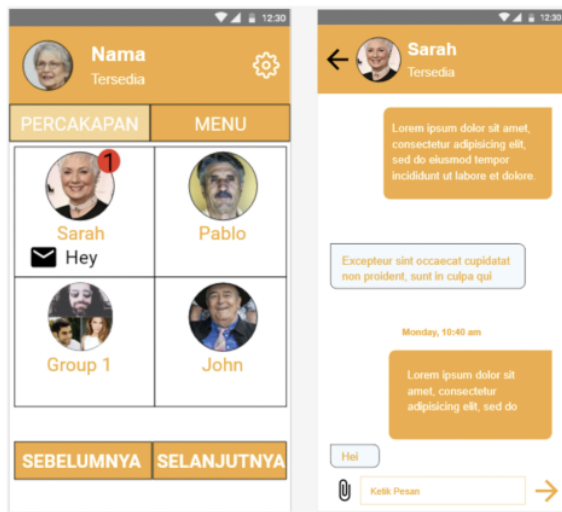 12:30
Nama
Tersedia
PERCAKAPAN MENU
1
Sarah Pablo
Hey
Group 1 John
SEBELUMNYA SELANJUTNYA
12:30
Sarah
Tersedia
Lorem ipsum dolor sit amet,
consectetur adipisicing elit,
sed do eiusmod tempor
incididunt ut labore et dolore.
Excepteur sint occaecat cupidatat
non proident, sunt in culpa qui
Monday, 10:40 am
Lorem ipsum dolor sit
amet, consectetur
adipisicing elit, sed do
Hei
Ketik Pesan